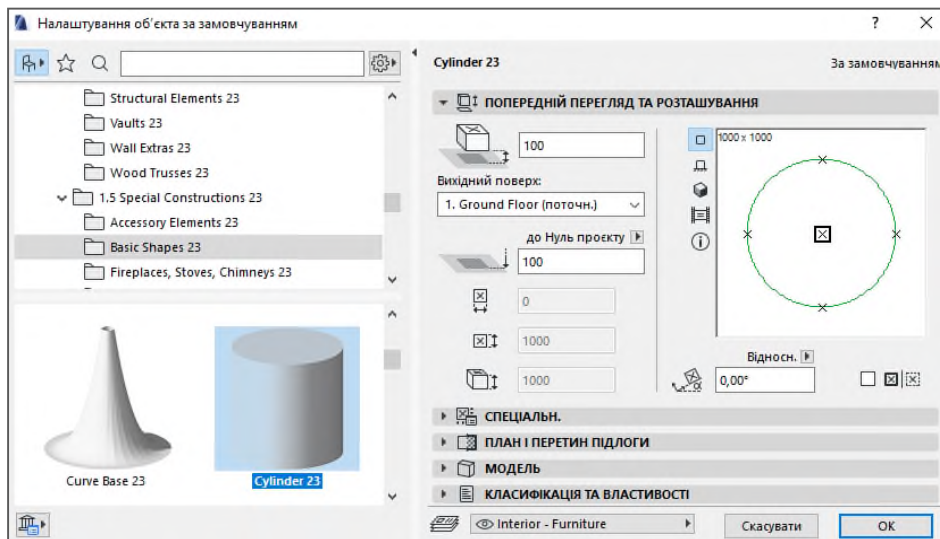 Налаштування об'єкта за замовчуванням
?
Structural Elements 23
Vaults 23
Wall Extras 23
Wood Trusses 23
1.5 Special Constructions 23
Accessory Elements 23
Basic Shapes 23
Fireplaces, Stoves, Chimneys 23
Curve Base 23
Cylinder 23
Cylinder 23
За замовчуванням
ПОПЕРЕДНІЙ ПЕРЕГЛЯД ТА РОЗТАШУВАННЯ
100
Вихідний поверх:
1. Ground Floor (поточн.)
до Нуль проєкту
100
0
1000
1000
1000 x 1000
Відносн.
α
0,00°
СПЕЦІАЛЬН.
ПЛАН І ПЕРЕТИН ПІДЛОГИ
МОДЕЛЬ
КЛАСИФІКАЦІЯ ТА ВЛАСТИВОСТІ
Interior - Furniture
Скасувати
OK